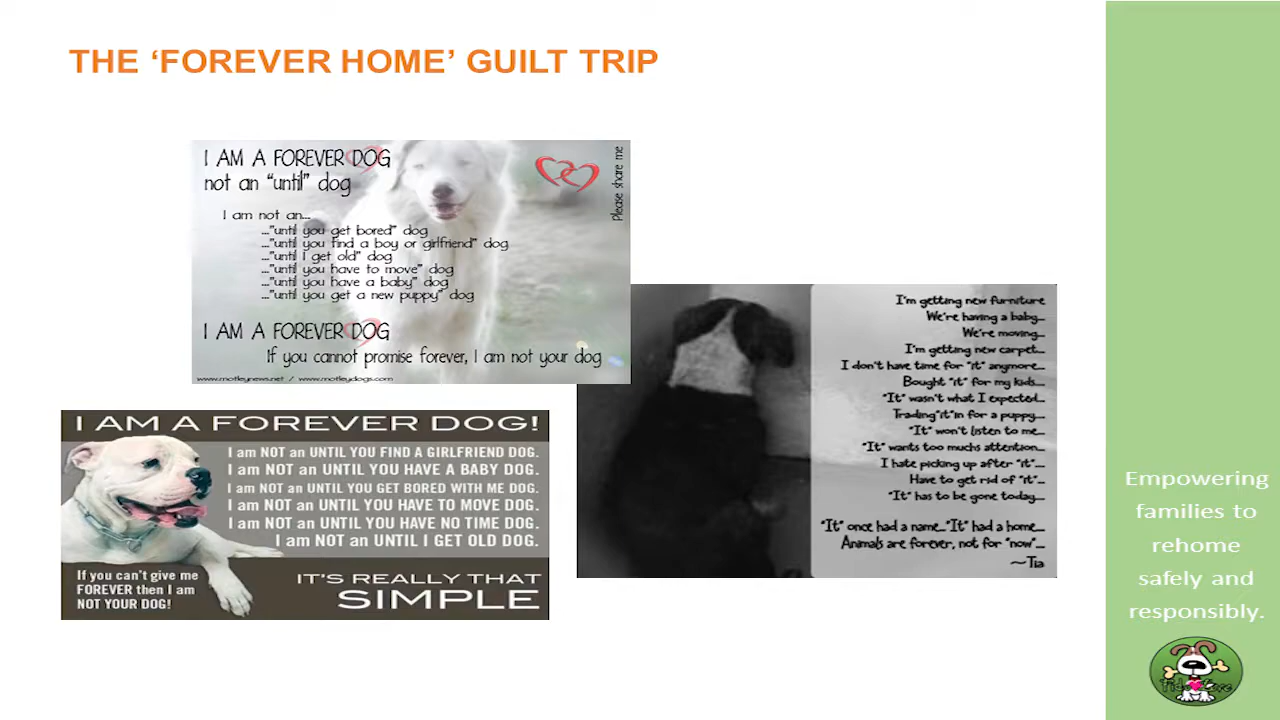 THE ‘FOREVER HOME’ GUILT TRIP
I AM A FOREVER DOG
not an "until" dog
I am not an...
..."until you get bored" dog
..."until you find a boy or girlfriend" dog
..."until I get old" dog
..."until you have to move" dog
..."until you have a baby" dog
..."until you get a new puppy" dog
I AM A FOREVER DOG
If you cannot promise forever, I am not your dog
www.motleynews.net / www.motleydogs.com
Please share me
I'm getting new furniture
We're having a baby...
We're moving...
I'm getting new carpet...
I don't have time for "it" anymore...
Bought "it" for my kids...
"It" wasn't what I expected...
Trading"it"in for a puppy...
"It" won't listen to me...
"It" wants too muchs attention...
I hate picking up after "it"...
Have to get rid of "it"...
"It" has to be gone today...
"It" once had a name..."It" had a home...
Animals are forever, not for "now"...
~Tia
I AM A FOREVER DOG!
I am NOT an UNTIL YOU FIND A GIRLFRIEND DOG.
I am NOT an UNTIL YOU HAVE A BABY DOG.
I am NOT an UNTIL YOU GET BORED WITH ME DOG.
I am NOT an UNTIL YOU HAVE TO MOVE DOG.
I am NOT an UNTIL YOU HAVE NO TIME DOG.
I am NOT an UNTIL I GET OLD DOG.
If you can't give me
FOREVER then I am
NOT YOUR DOG!
IT'S REALLY THAT
SIMPLE
Empowering
families to
rehome
safely and
responsibly.